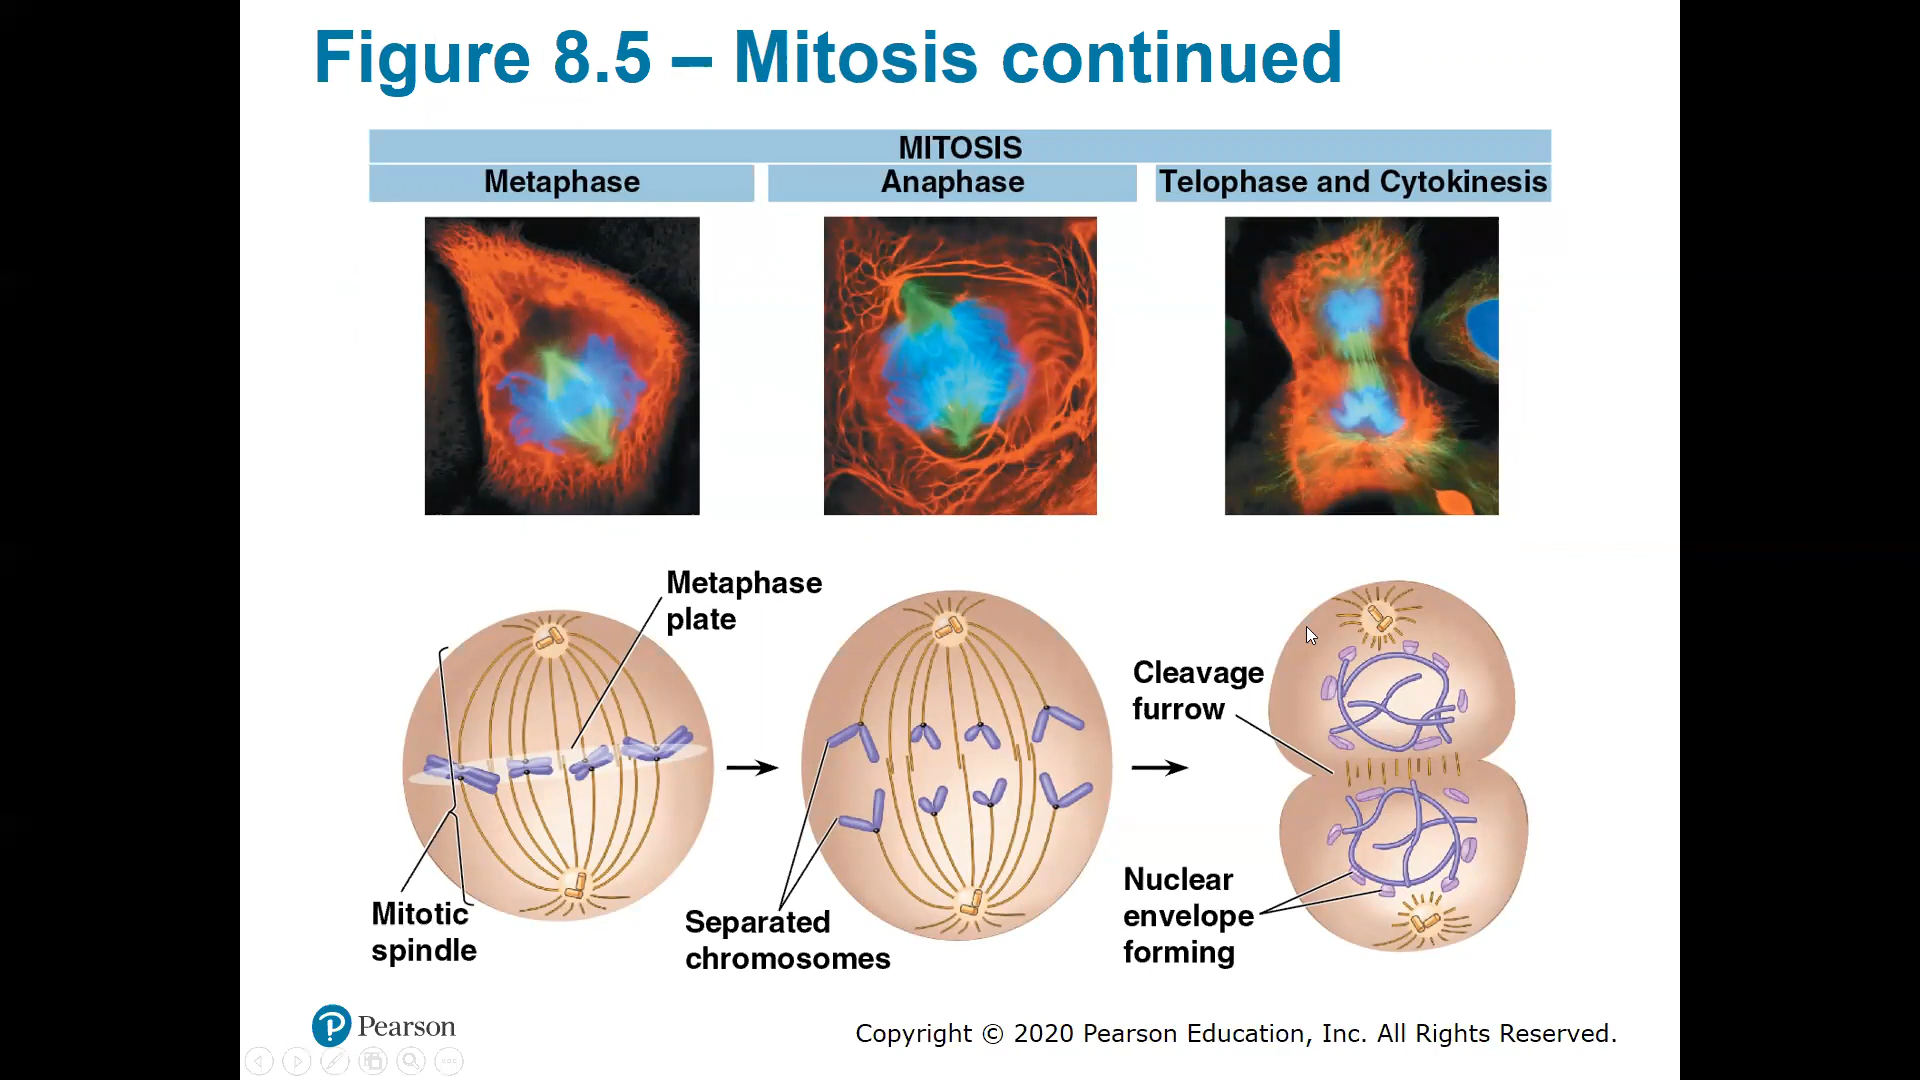 Figure 8.5 – Mitosis continued
MITOSIS
Metaphase
Anaphase
Telophase and Cytokinesis
Metaphase
plate
Mitotic
spindle
Separated
chromosomes
Cleavage
furrow
Nuclear
envelope
forming
Pearson
Copyright © 2020 Pearson Education, Inc. All Rights Reserved.